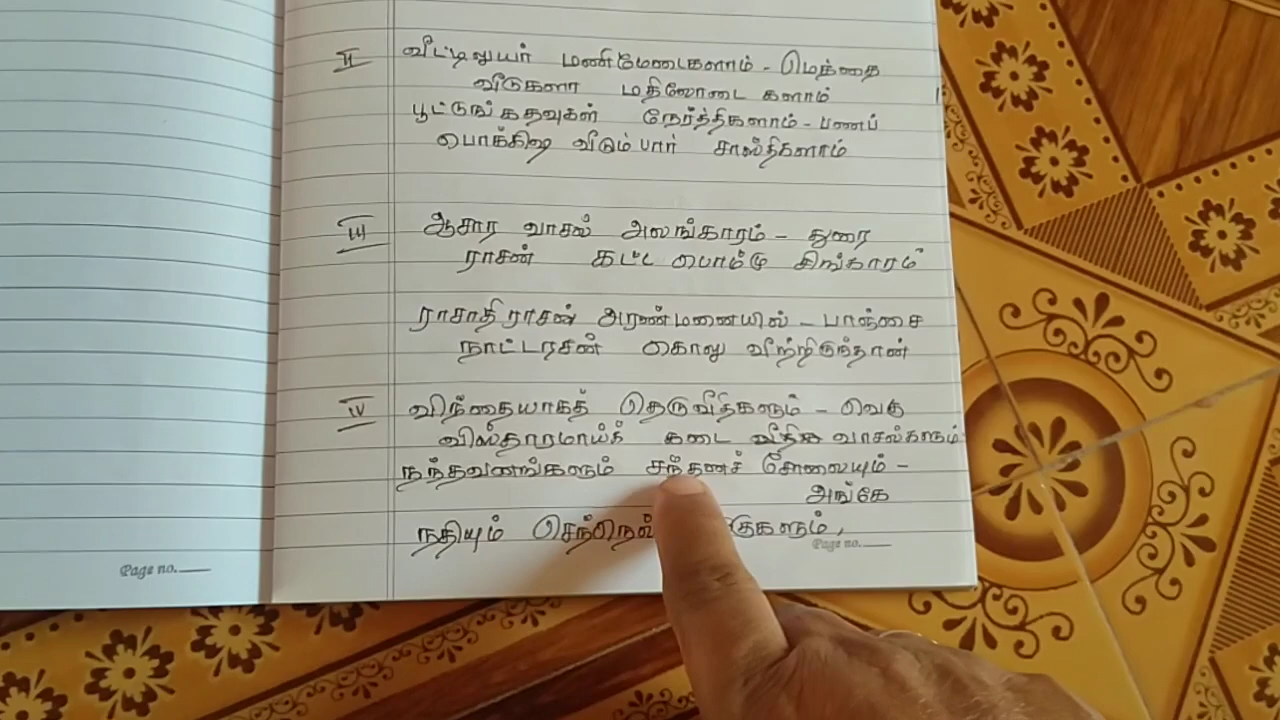 II வீட்டிலுயர் மணிமேடைகளாம் - மெத்தை
வீடுகளா மதிலோடை களாம்
பூட்டுங் கதவுகள் நேர்த்திகளாம் - பணப்
பொக்கிஷ வீடும் பார் சாஸ்திகளாம்
III ஆசார வாசல் அலங்காரம் - துரை
ராசன் கட்ட பொம்மு சிங்காரம்
ராசாதி ராசன் அரண்மனையில் - பாஞ்சை
நாட்டரசன் கொலு வீற்றிருந்தான்
IV விந்தையாகத் தெருவீதிகளும் - வெகு
விஸ்தாரமாய்க் கடை வாசல்களும்
நந்தவனங்களும் சந்தணச் சோலையும் -
அங்கே
நதியும் செந்நெல்
Page no.
Page no.